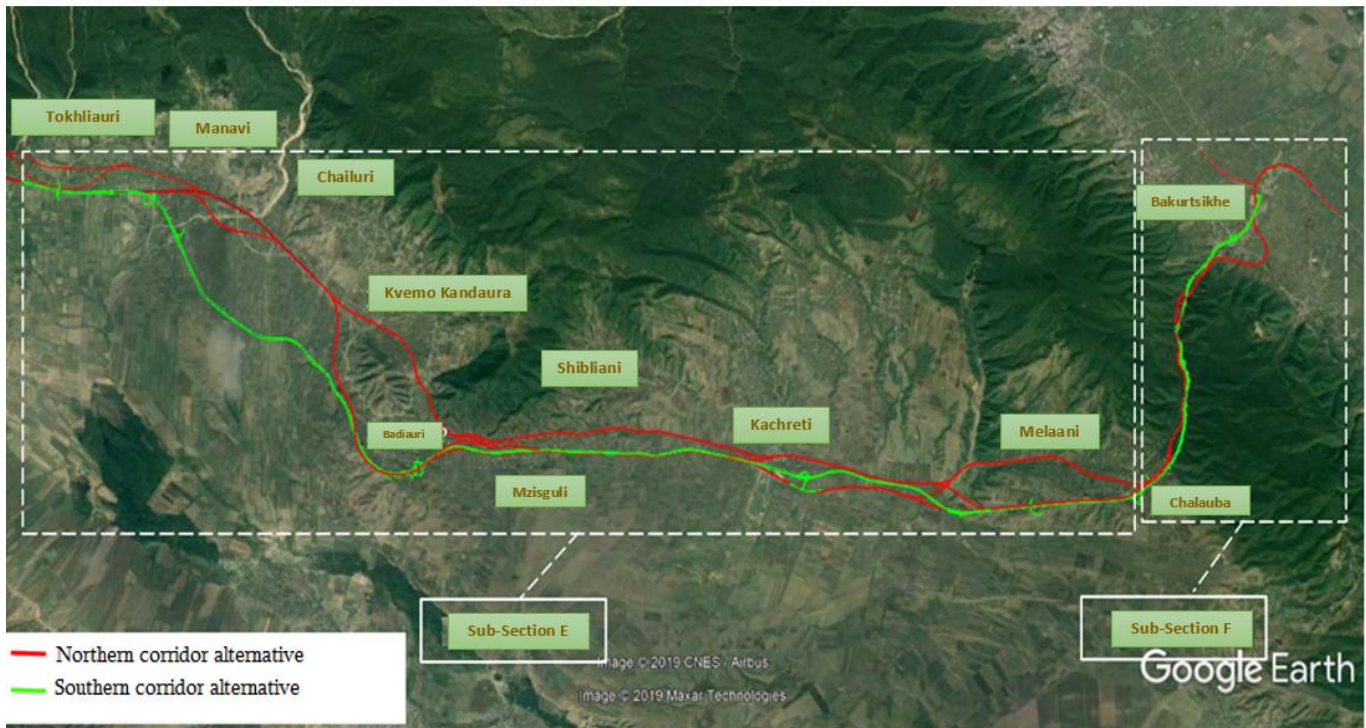 Tokhliauri
Manavi
Chailuri
Bakurtsikhe
Kvemo Kandaura
Shibliani
Badiauri
Kachreti
Melaani
Mzisguli
Chalauba
Sub-Section E
Sub-Section F
Northern corridor alternative
Southern corridor alternative
Image © 2019 CNES / Airbus
Image © 2019 Maxar Technologies
Google Earth